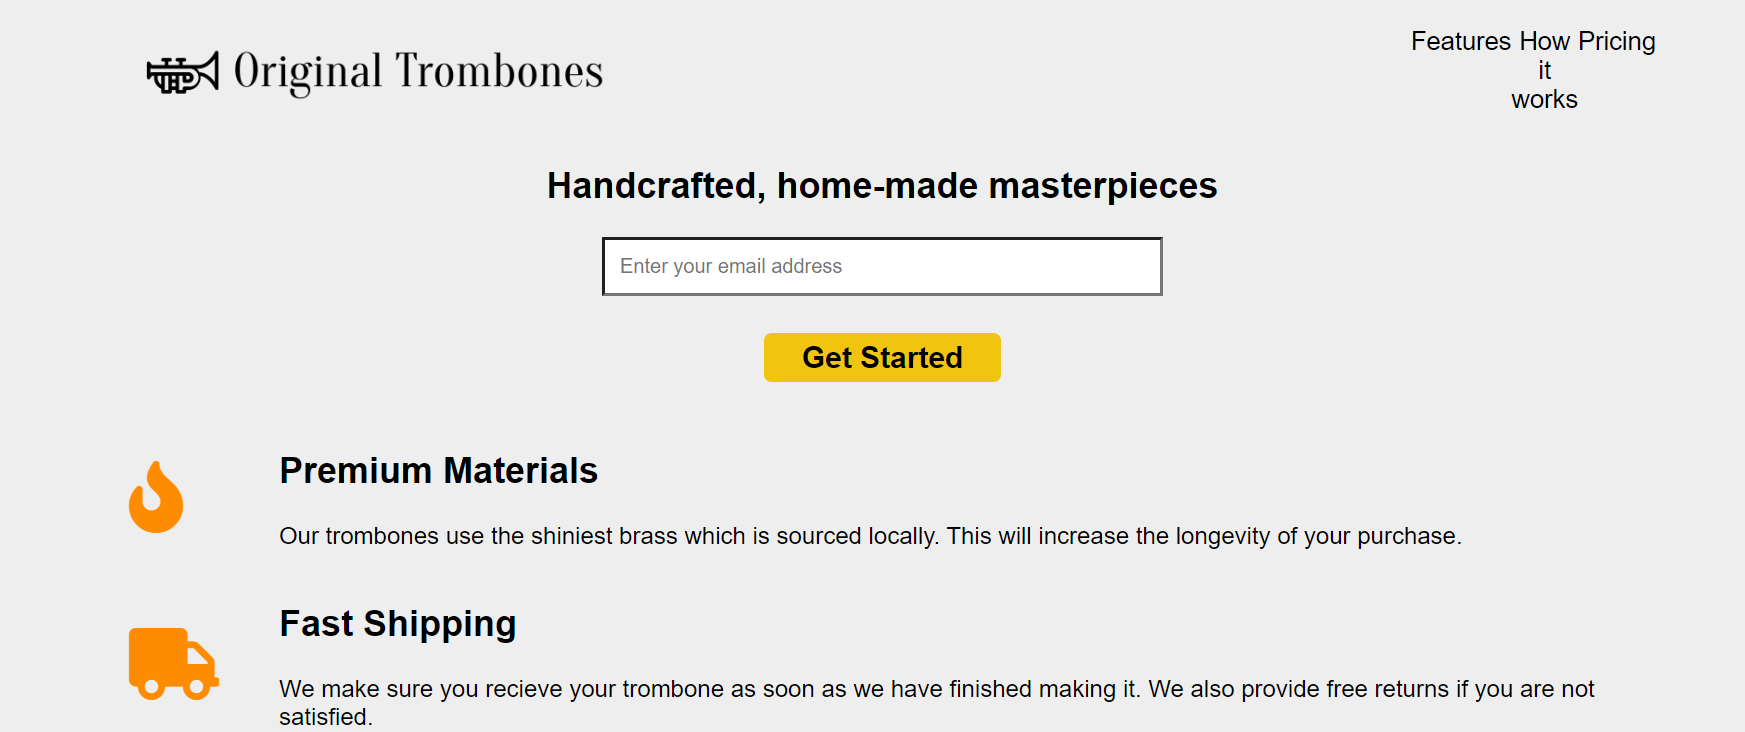 Original Trombones
Features How Pricing
it
works
Handcrafted, home-made masterpieces
Enter your email address
Get Started
Premium Materials
Our trombones use the shiniest brass which is sourced locally. This will increase the longevity of your purchase.
Fast Shipping
We make sure you recieve your trombone as soon as we have finished making it. We also provide free returns if you are not
satisfied.